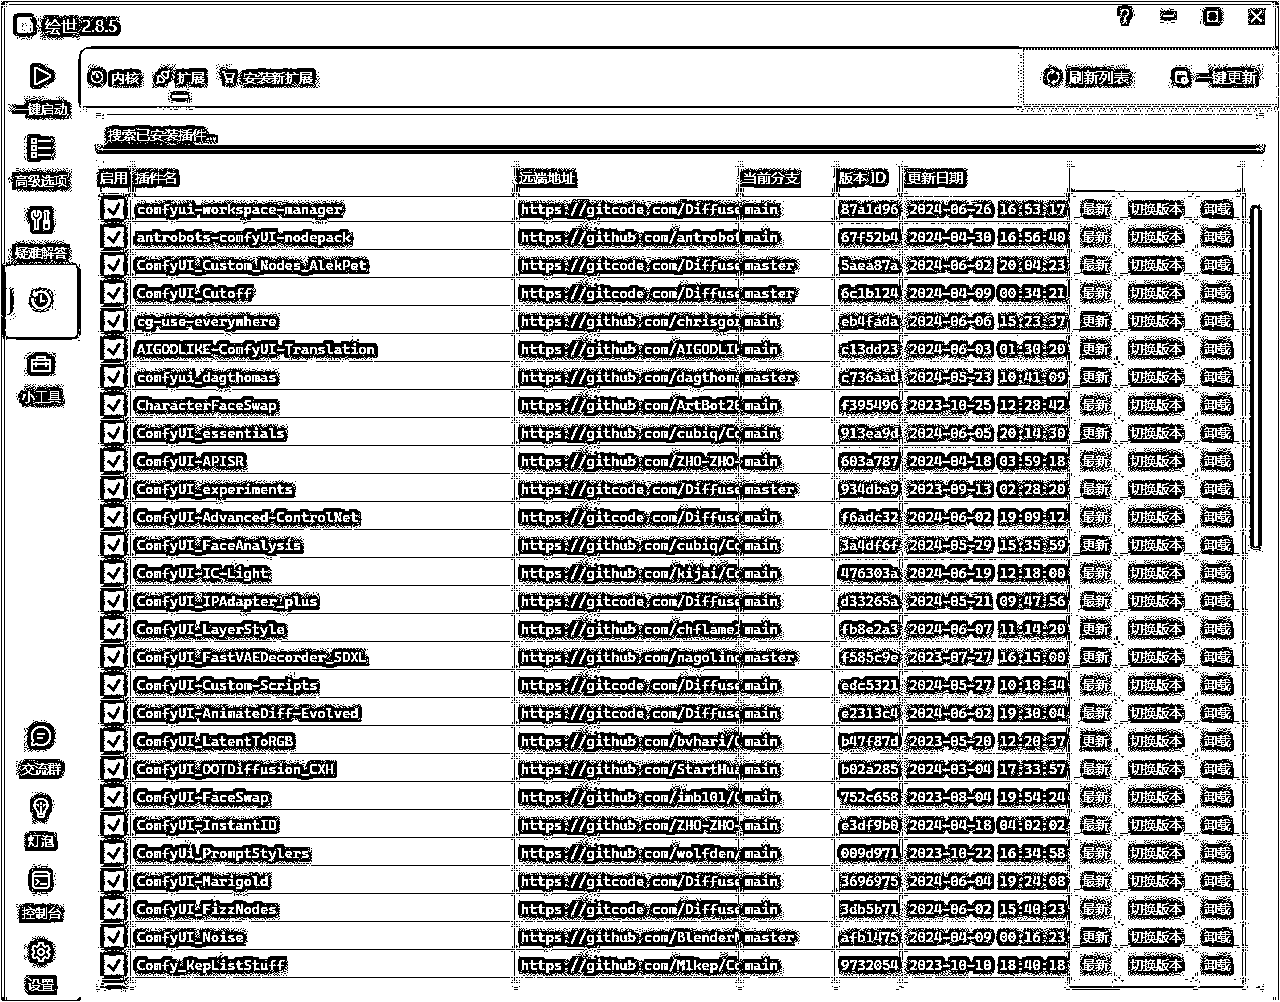 绘世 2.8.5
一键启动
高级选项
疑难解答
小工具
交流群
灯泡
控制台
设置
内核 扩展 安装新扩展 刷新列表 一键更新
搜索已安装插件...
启用 插件名 远端地址 当前分支 版本 ID 更新日期
comfyui-workspace-manager https://gitcode.com/Diffus main 87a1d96 2024-06-26 16:53:17 最新 切换版本 卸载
antrobots-comfyUI-nodepack https://github.com/antrobo main 67f52b4 2024-04-30 16:56:40 最新 切换版本 卸载
ComfyUI_Custom_Nodes_AlekPet https://gitcode.com/Diffus master 5aea87a 2024-06-02 20:04:23 最新 切换版本 卸载
ComfyUI_Cutoff https://gitcode.com/Diffus master 6c1b124 2024-04-09 00:34:21 最新 切换版本 卸载
cg-use-everywhere https://github.com/chrisgo main eb4fada 2024-06-06 15:23:37 更新 切换版本 卸载
AIGODLIKE-ComfyUI-Translation https://github.com/AIGODLI main c13dd23 2024-06-03 01:30:20 更新 切换版本 卸载
comfyui_dagthomas https://github.com/dagthom master c736aad 2024-05-23 10:41:09 更新 切换版本 卸载
CharacterFaceSwap https://github.com/ArtBot2 main f395496 2023-10-25 12:28:42 最新 切换版本 卸载
ComfyUI_essentials https://github.com/cubiq/Co main 913ea9d 2024-06-05 20:14:30 更新 切换版本 卸载
ComfyUI-APISR https://github.com/ZHO-ZHO- main 603a787 2024-04-18 03:59:18 最新 切换版本 卸载
ComfyUI_experiments https://gitcode.com/Diffus master 934dba9 2023-09-13 02:28:20 最新 切换版本 卸载
ComfyUI-Advanced-ControlNet https://gitcode.com/Diffus main f6adc32 2024-06-02 19:09:12 更新 切换版本 卸载
ComfyUI_FaceAnalysis https://github.com/cubiq/Co main 3a4df6f 2024-05-29 15:35:59 更新 切换版本 卸载
ComfyUI-IC-Light https://github.com/kijai/Co main 476303a 2024-06-19 12:18:00 更新 切换版本 卸载
ComfyUI_IPAdapter_plus https://gitcode.com/Diffus main d33265a 2024-05-21 09:47:56 更新 切换版本 卸载
ComfyUI_LayerStyle https://github.com/chflame main fb8e2a3 2024-06-07 11:14:20 更新 切换版本 卸载
ComfyUI_FastVAEDecorder_SDXL https://github.com/nagolin master f585c9e 2023-07-27 16:15:00 最新 切换版本 卸载
ComfyUI-Custom-Scripts https://gitcode.com/Diffus main edc5321 2024-05-27 10:18:34 更新 切换版本 卸载
ComfyUI-AnimateDiff-Evolved https://gitcode.com/Diffus main e2313c4 2024-06-02 19:30:04 更新 切换版本 卸载
ComfyUI-LatentToRGB https://github.com/bvhari/ main b47f87d 2023-05-20 12:20:37 最新 切换版本 卸载
ComfyUI_OOTDiffusion_CXH https://github.com/StartHu main b02a285 2024-03-04 17:33:57 最新 切换版本 卸载
ComfyUI-FaceSwap https://github.com/imb101/ main 752c658 2023-08-04 19:54:24 最新 切换版本 卸载
ComfyUI-InstantID https://github.com/ZHO-ZHO- main e3df9b0 2024-04-18 04:02:02 最新 切换版本 卸载
ComfyUi_PromptStylers https://github.com/wolfden/ main 009d971 2023-10-22 16:34:58 最新 切换版本 卸载
ComfyUI-Marigold https://github.com/kijai/Co main 3696975 2024-06-04 19:24:08 更新 切换版本 卸载
ComfyUI_FizzNodes https://gitcode.com/Diffus main 3db5b71 2024-06-02 15:40:23 最新 切换版本 卸载
ComfyUI_Noise https://github.com/Blender master afb1475 2024-04-09 00:16:23 更新 切换版本 卸载
Comfy_KepListStuff https://github.com/M1kep/Co main 9732054 2023-10-10 18:40:18 最新 切换版本 卸载